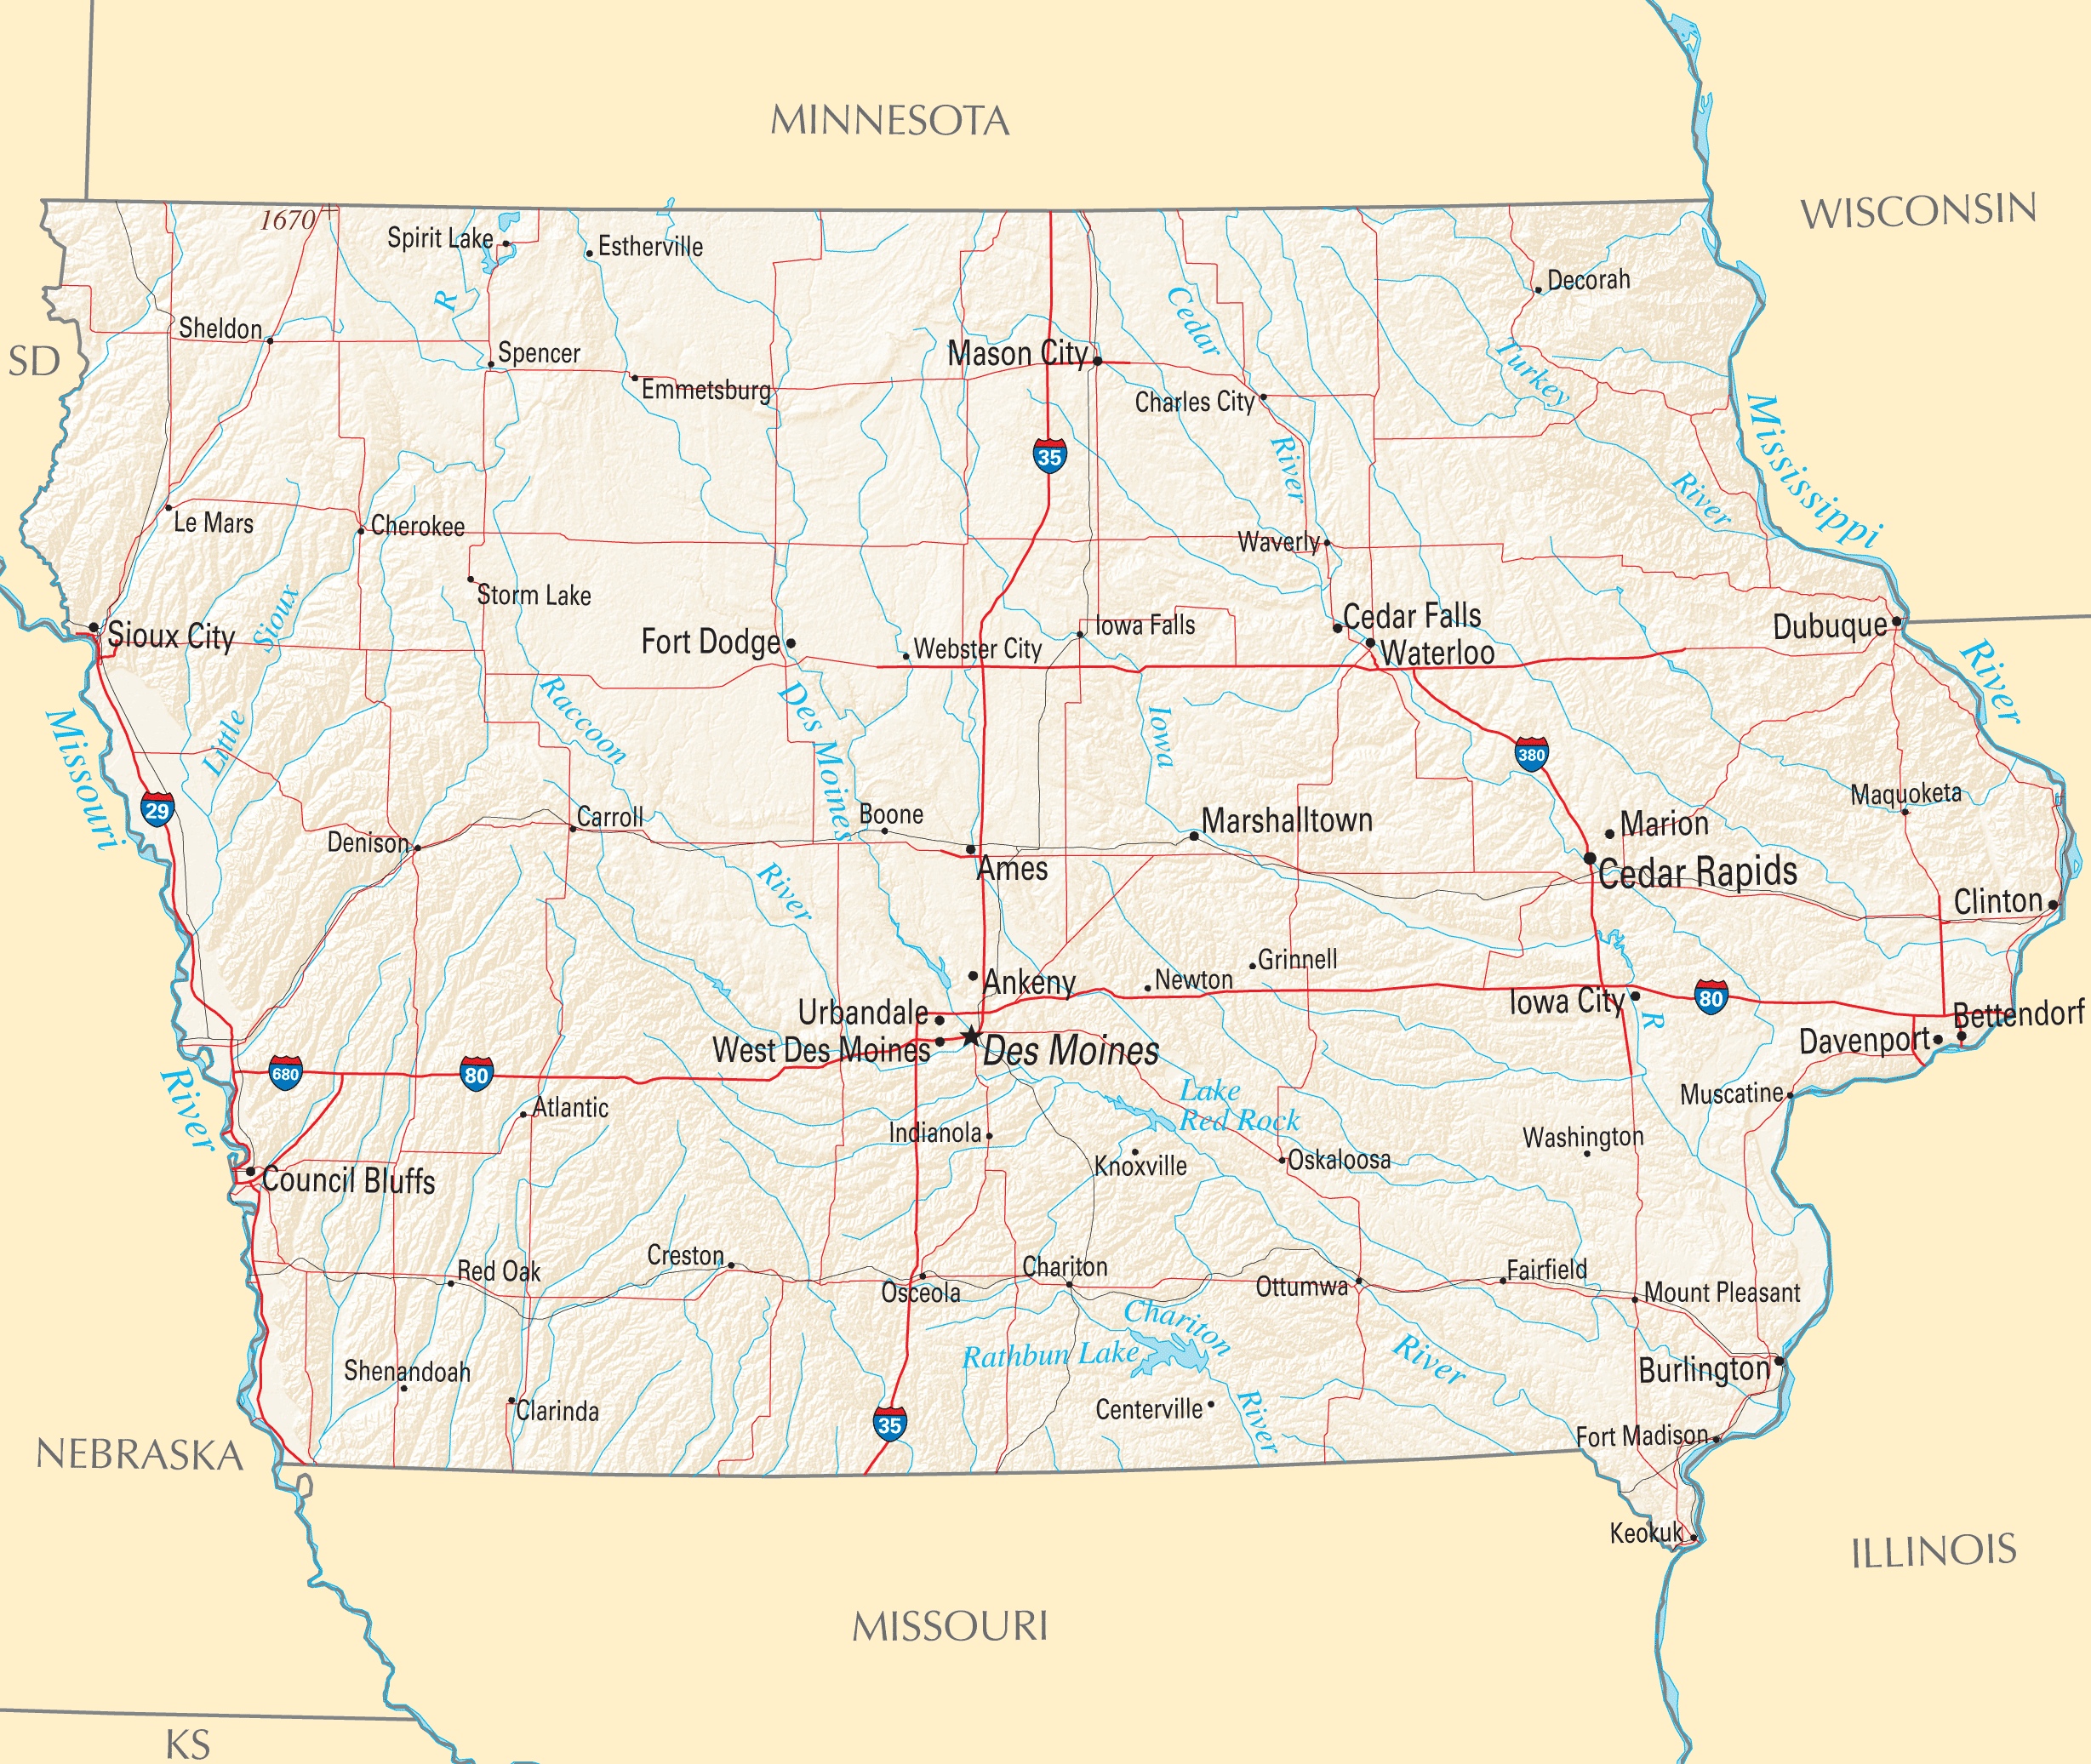 MINNESOTA
WISCONSIN
1670
Spirit Lake
Estherville
Decorah
R
Cedar
Sheldon
SD
Spencer
Mason City
Turkey
Emmetsburg
Charles City
Mississippi
35
River
River
Le Mars
Cherokee
Waverly
Storm Lake
Sioux
Iowa Falls
Cedar Falls
Dubuque
Sioux City
Fort Dodge
Webster City
Waterloo
River
Raccoon
Des Moines
Iowa
Little
Missouri
380
29
Maquoketa
Carroll
Boone
Marshalltown
Marion
Denison
Ames
Cedar Rapids
River
Clinton
Grinnell
Ankeny
Newton
Iowa City
80
Urbandale
R
Bettendorf
West Des Moines
Des Moines
Davenport
680
80
River
Lake
Red Rock
Muscatine
Atlantic
Indianola
Washington
Knoxville
Oskaloosa
Council Bluffs
Creston
Red Oak
Chariton
Fairfield
Osceola
Ottumwa
Mount Pleasant
Chariton
Rathbun Lake
River
Shenandoah
Burlington
Clarinda
Centerville
River
35
Fort Madison
NEBRASKA
Keokuk
ILLINOIS
MISSOURI
KS